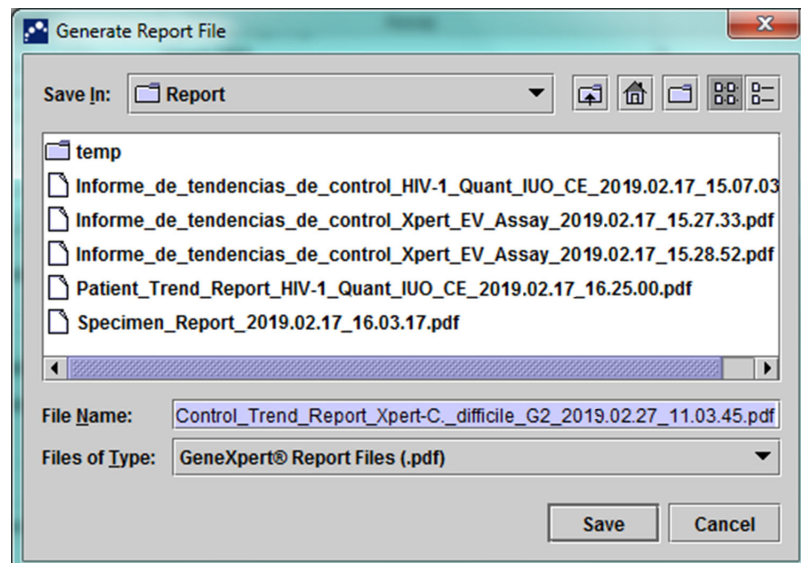 Generate Report File
Save In: Report
temp
Informe_de_tendencias_de_control_HIV-1_Quant_IUO_CE_2019.02.17_15.07.03
Informe_de_tendencias_de_control_Xpert_EV_Assay_2019.02.17_15.27.33.pdf
Informe_de_tendencias_de_control_Xpert_EV_Assay_2019.02.17_15.28.52.pdf
Patient_Trend_Report_HIV-1_Quant_IUO_CE_2019.02.17_16.25.00.pdf
Specimen_Report_2019.02.17_16.03.17.pdf
File Name: Control_Trend_Report_Xpert-C._difficile_G2_2019.02.27_11.03.45.pdf
Files of Type: GeneXpert® Report Files (.pdf)
Save Cancel